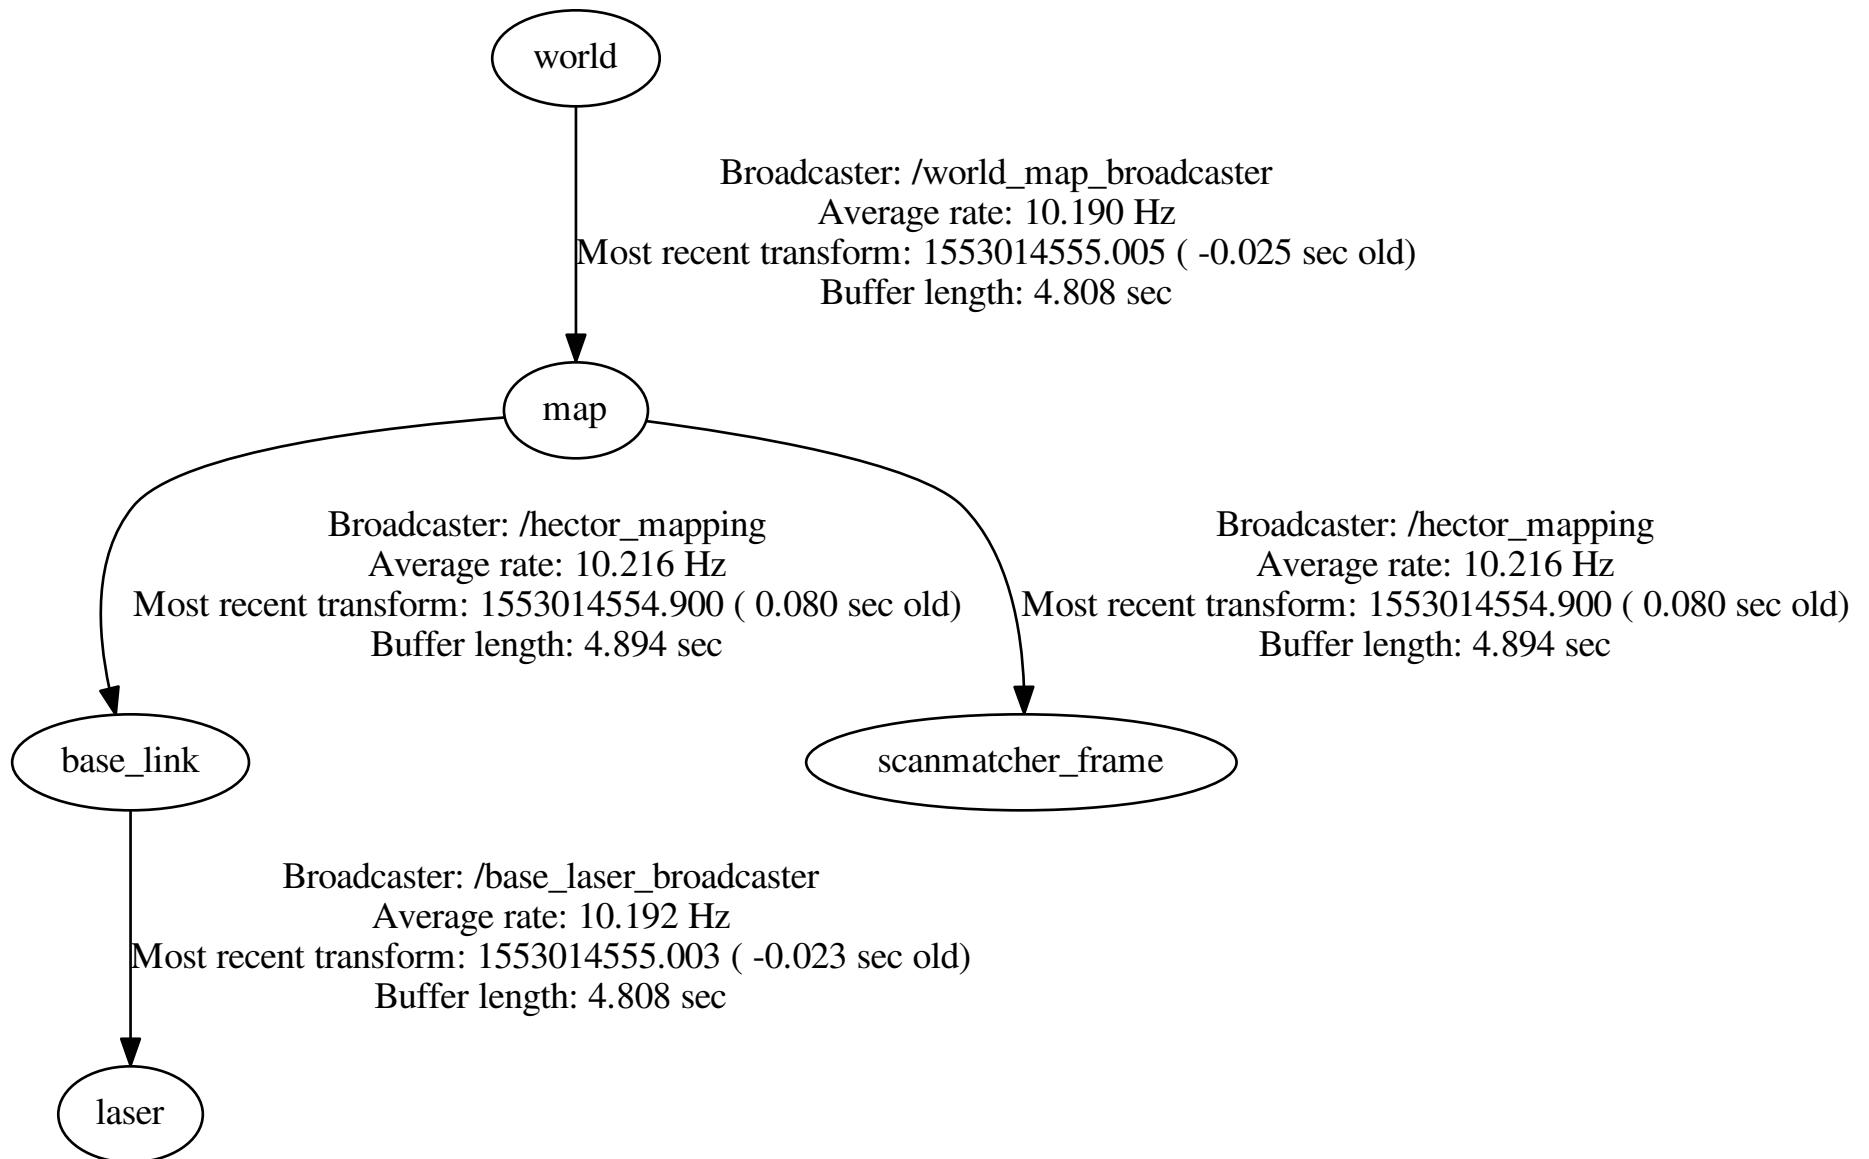 world
Broadcaster: /world_map_broadcaster
Average rate: 10.190 Hz
Most recent transform: 1553014555.005 ( -0.025 sec old)
Buffer length: 4.808 sec
map
Broadcaster: /hector_mapping
Average rate: 10.216 Hz
Most recent transform: 1553014554.900 ( 0.080 sec old)
Buffer length: 4.894 sec
Broadcaster: /hector_mapping
Average rate: 10.216 Hz
Most recent transform: 1553014554.900 ( 0.080 sec old)
Buffer length: 4.894 sec
base_link
scanmatcher_frame
Broadcaster: /base_laser_broadcaster
Average rate: 10.192 Hz
Most recent transform: 1553014555.003 ( -0.023 sec old)
Buffer length: 4.808 sec
laser